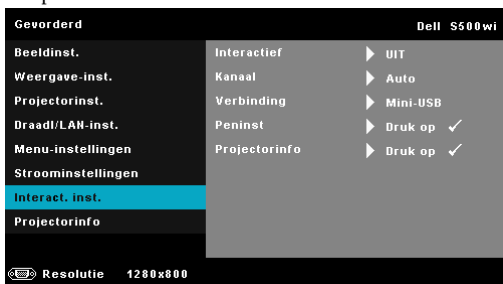 Gevorderd Dell S500wi
Beeldinst. Interactief UIT
Weergave-inst. Kanaal Auto
Projectorinst. Verbinding Mini-USB
Draadl/LAN-inst. Peninst Druk op ✓
Menu-instellingen Projectorinfo Druk op ✓
Stroominstellingen
Interact. inst.
Projectorinfo
Resolutie 1280x800